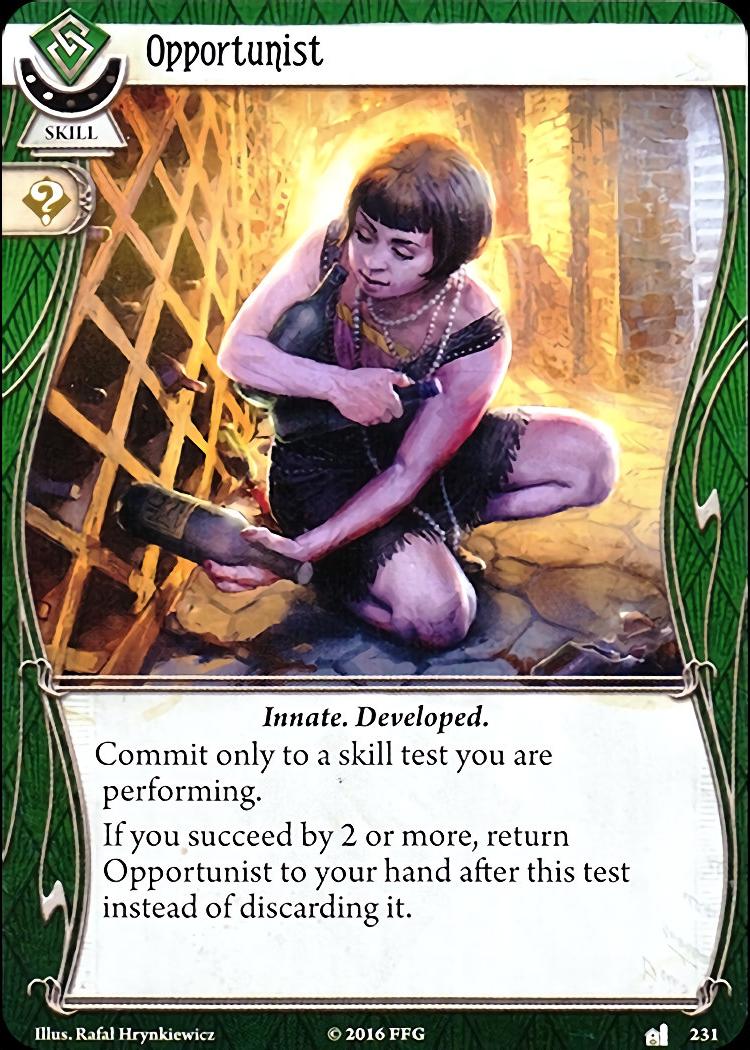 Opportunist
SKILL
?
Innate. Developed.
Commit only to a skill test you are
performing.
If you succeed by 2 or more, return
Opportunist to your hand after this test
instead of discarding it.
Illus. Rafal Hrynkiewicz © 2016 FFG 231